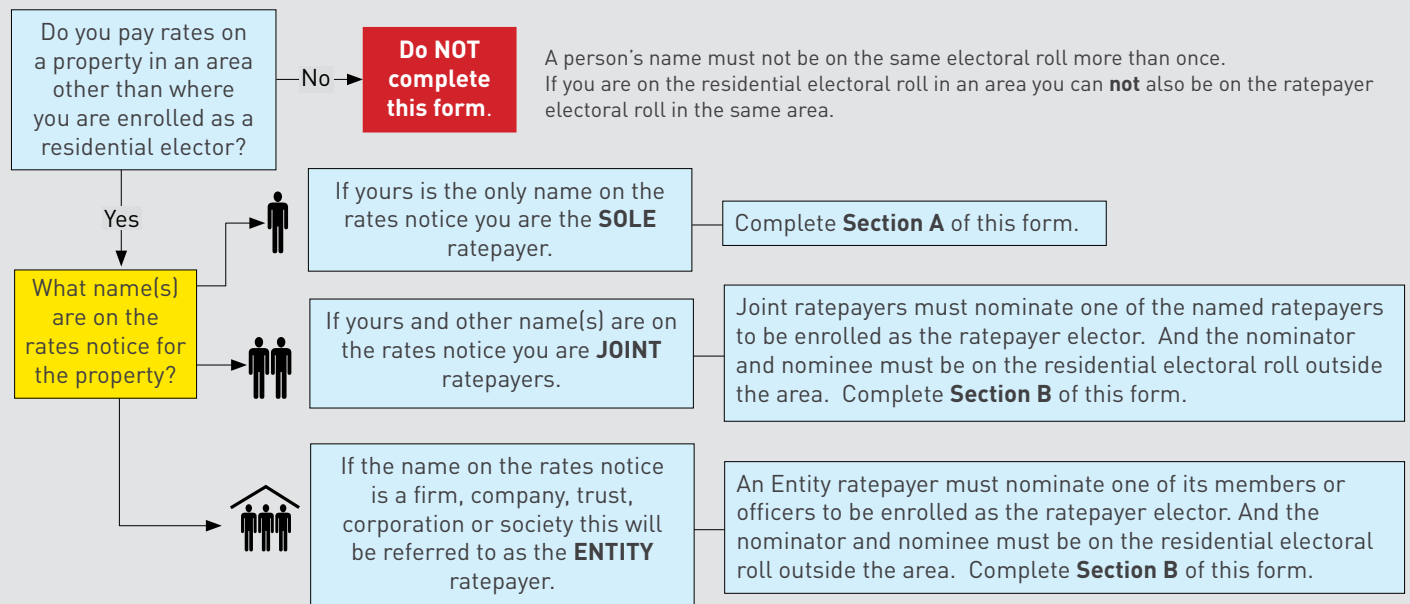 Do you pay rates on
a property in an area
other than where
you are enrolled as a
residential elector?
No
Do NOT
complete
this form.
A person’s name must not be on the same electoral roll more than once.
If you are on the residential electoral roll in an area you can not also be on the ratepayer
electoral roll in the same area.
Yes
What name(s)
are on the
rates notice for
the property?
If yours is the only name on the
rates notice you are the SOLE
ratepayer.
Complete Section A of this form.
If yours and other name(s) are on
the rates notice you are JOINT
ratepayers.
Joint ratepayers must nominate one of the named ratepayers
to be enrolled as the ratepayer elector.  And the nominator
and nominee must be on the residential electoral roll outside
the area.  Complete Section B of this form.
If the name on the rates notice
is a firm, company, trust,
corporation or society this will
be referred to as the ENTITY
ratepayer.
An Entity ratepayer must nominate one of its members or
officers to be enrolled as the ratepayer elector. And the
nominator and nominee must be on the residential electoral
roll outside the area.  Complete Section B of this form.